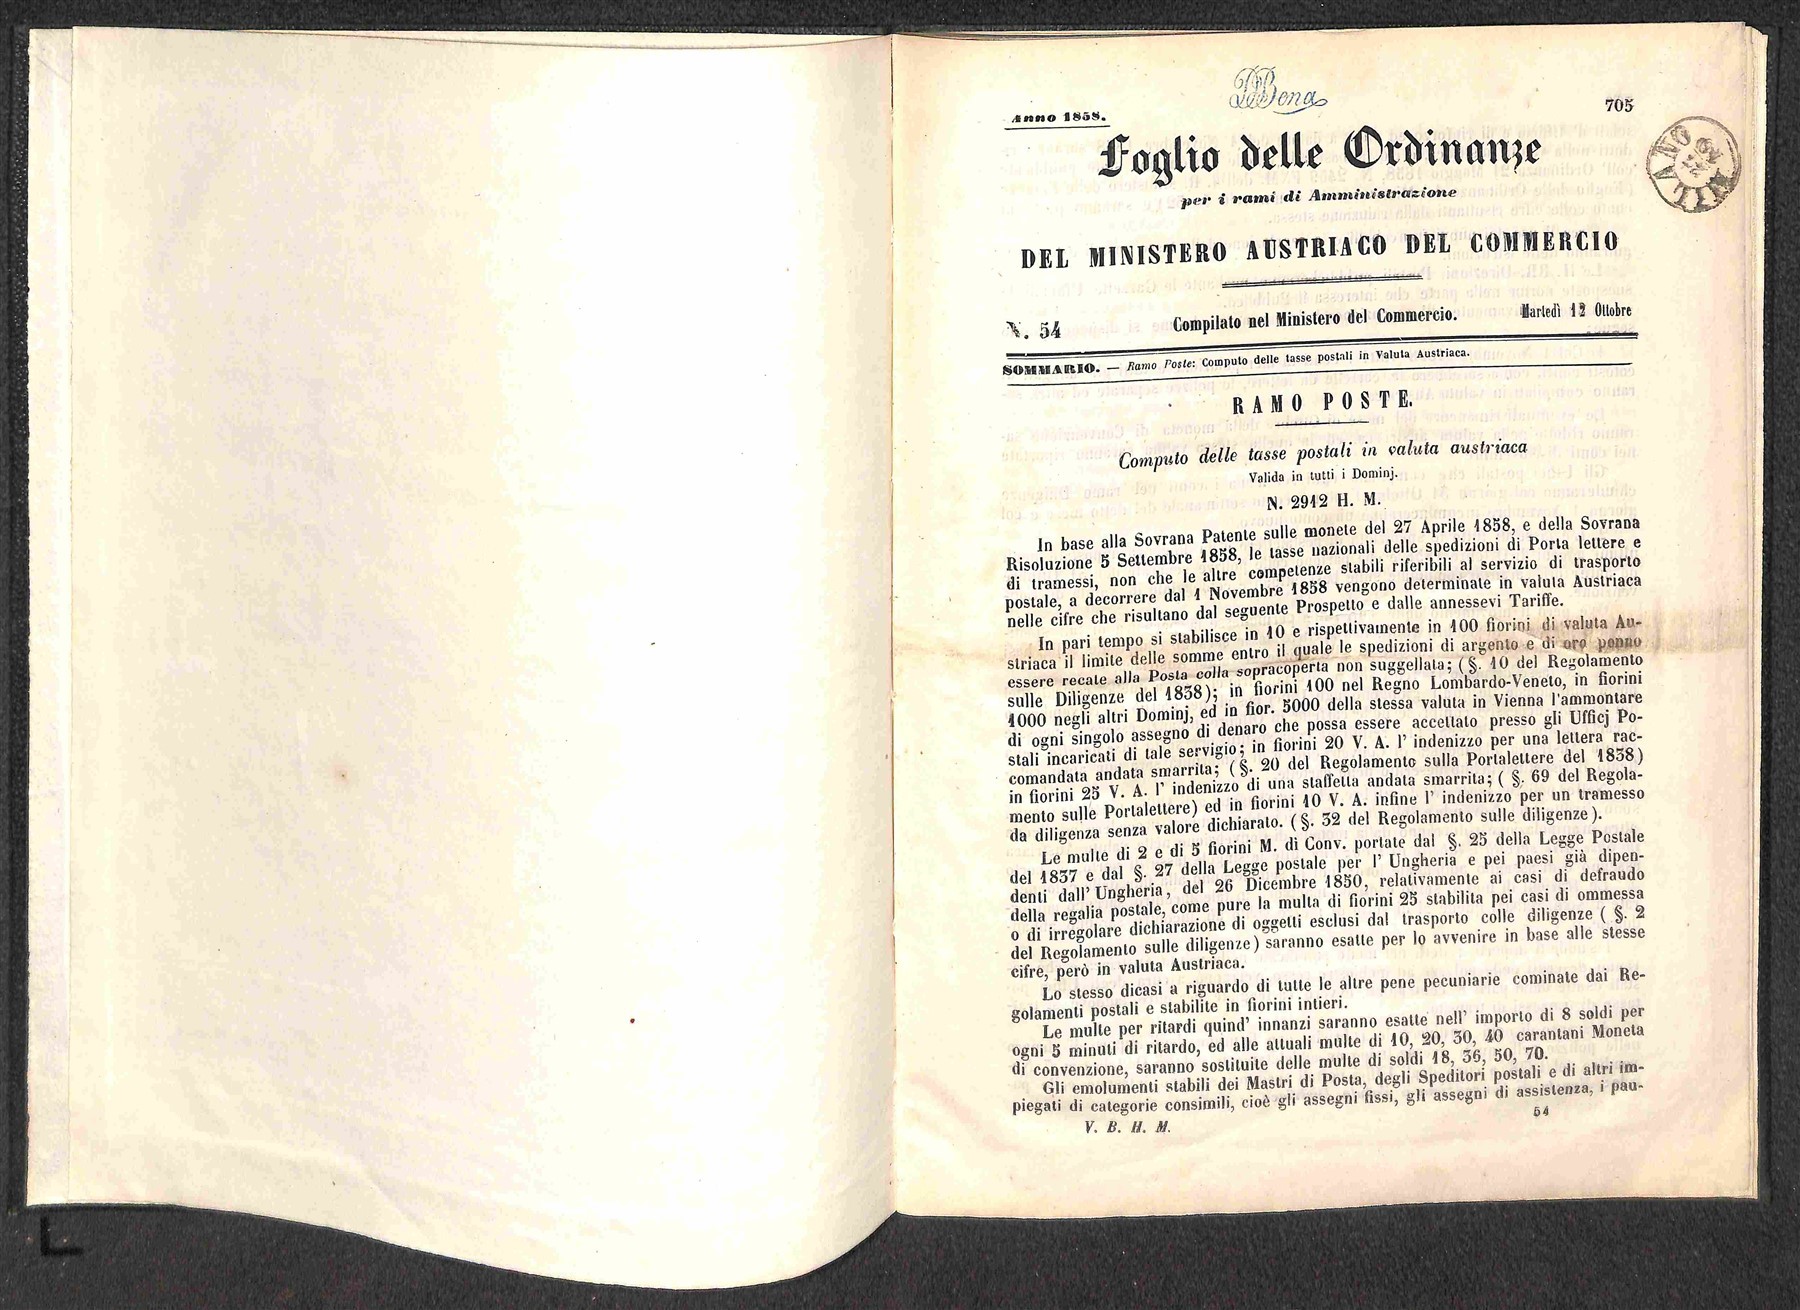 DBona
705
Anno 1858.
MILANO
Foglio delle Ordinanze
per i rami di Amministrazione
DEL MINISTERO AUSTRIACO DEL COMMERCIO
N. 54 Compilato nel Ministero del Commercio. Martedì 12 Ottobre
SOMMARIO. — Ramo Poste: Computo delle tasse postali in Valuta Austriaca.
RAMO POSTE.
Computo delle tasse postali in valuta austriaca
Valida in tutti i Dominj.
N. 2912 H. M.
In base alla Sovrana Patente sulle monete del 27 Aprile 1858, e della Sovrana
Risoluzione 5 Settembre 1858, le tasse nazionali delle spedizioni di Porta lettere e
di tramessi, non che le altre competenze stabili riferibili al servizio di trasporto
postale, a decorrere dal 1 Novembre 1858 vengono determinate in valuta Austriaca
nelle cifre che risultano dal seguente Prospetto e dalle annessevi Tariffe.
In pari tempo si stabilisce in 10 e rispettivamente in 100 fiorini di valuta Au-
striaca il limite delle somme entro il quale le spedizioni di argento e di oro ponno
essere recate alla Posta colla sopracoperta non suggellata; (§. 10 del Regolamento
sulle Diligenze del 1838); in fiorini 100 nel Regno Lombardo-Veneto, in fiorini
1000 negli altri Dominj, ed in fior. 5000 della stessa valuta in Vienna l'ammontare
di ogni singolo assegno di denaro che possa essere accettato presso gli Ufficj Po-
stali incaricati di tale servigio; in fiorini 20 V. A. l' indenizzo per una lettera rac-
comandata andata smarrita; (§. 20 del Regolamento sulla Portalettere del 1838)
in fiorini 25 V. A. l' indenizzo di una staffetta andata smarrita; ( §. 69 del Regola-
mento sulle Portalettere) ed in fiorini 10 V. A. infine l' indenizzo per un tramesso
da diligenza senza valore dichiarato. (§. 32 del Regolamento sulle diligenze).
Le multe di 2 e di 5 fiorini M. di Conv. portate dal §. 25 della Legge Postale
del 1837 e dal §. 27 della Legge postale per l' Ungheria e pei paesi già dipen-
denti dall' Ungheria, del 26 Dicembre 1850, relativamente ai casi di defraudo
della regalia postale, come pure la multa di fiorini 25 stabilita pei casi di ommessa
o di irregolare dichiarazione di oggetti esclusi dal trasporto colle diligenze ( §. 2
del Regolamento sulle diligenze) saranno esatte per lo avvenire in base alle stesse
cifre, però in valuta Austriaca.
Lo stesso dicasi a riguardo di tutte le altre pene pecuniarie cominate dai Re-
golamenti postali e stabilite in fiorini intieri.
Le multe per ritardi quind' innanzi saranno esatte nell' importo di 8 soldi per
ogni 5 minuti di ritardo, ed alle attuali multe di 10, 20, 30, 40 carantani Moneta
di convenzione, saranno sostituite delle multe di soldi 18, 36, 50, 70.
Gli emolumenti stabili dei Mastri di Posta, degli Speditori postali e di altri im-
piegati di categorie consimili, cioè gli assegni fissi, gli assegni di assistenza, i pau-
54
V. B. H. M.